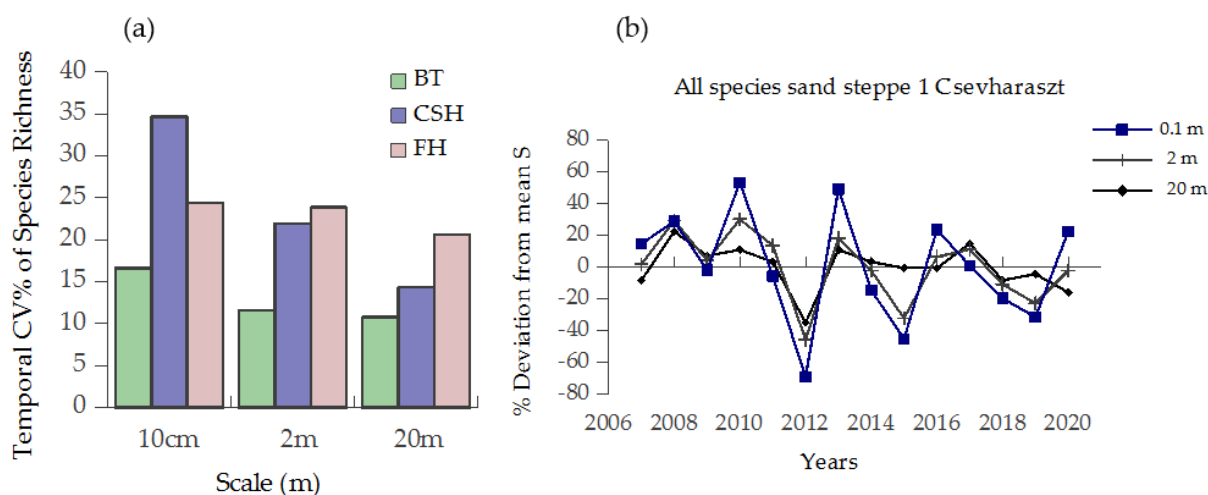 (a)
(b)
Temporal CV% of Species Richness
40
35
30
25
20
15
10
5
0
BT
CSH
FH
10cm
2m
20m
Scale (m)
All species sand steppe 1 Csevharaszt
% Deviation from mean S
80
60
40
20
0
-20
-40
-60
-80
0.1 m
2 m
20 m
2006 2008 2010 2012 2014 2016 2018 2020
Years